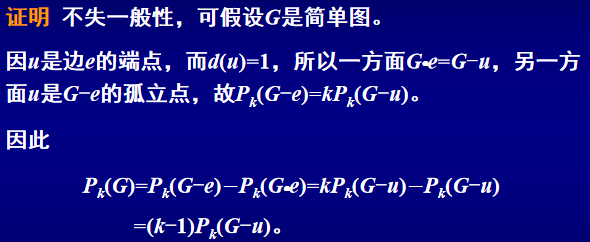 证明 不失一般性，可假设G是简单图。
因u是边e的端点，而d(u)=1，所以一方面G•e=G−u，另一方
面u是G−e的孤立点，故Pk(G−e)=kPk(G−u)。
因此
Pk(G)=Pk(G−e)−Pk(G•e)=kPk(G−u)−Pk(G−u)
=(k−1)Pk(G−u)。